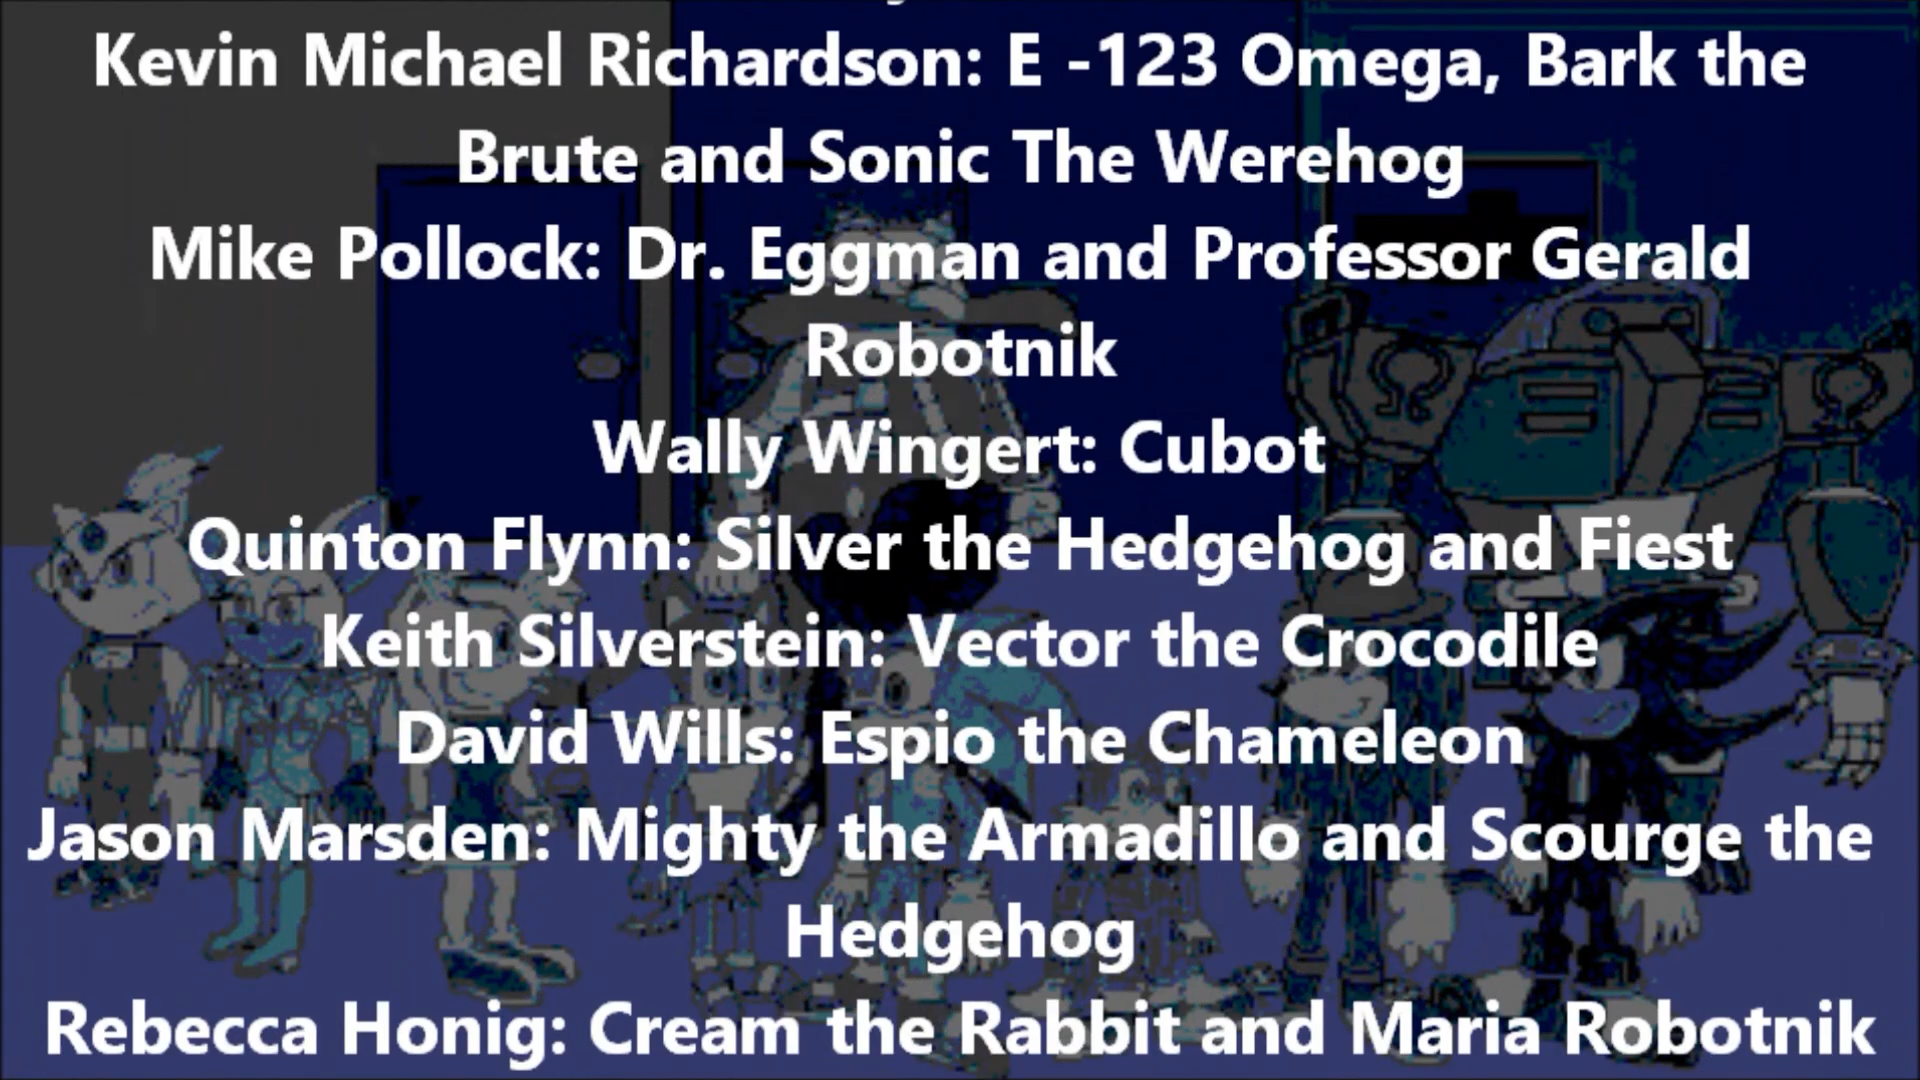 Kevin Michael Richardson: E -123 Omega, Bark the
Brute and Sonic The Werehog
Mike Pollock: Dr. Eggman and Professor Gerald
Robotnik
Wally Wingert: Cubot
Quinton Flynn: Silver the Hedgehog and Fiest
Keith Silverstein: Vector the Crocodile
David Wills: Espio the Chameleon
Jason Marsden: Mighty the Armadillo and Scourge the
Hedgehog
Rebecca Honig: Cream the Rabbit and Maria Robotnik